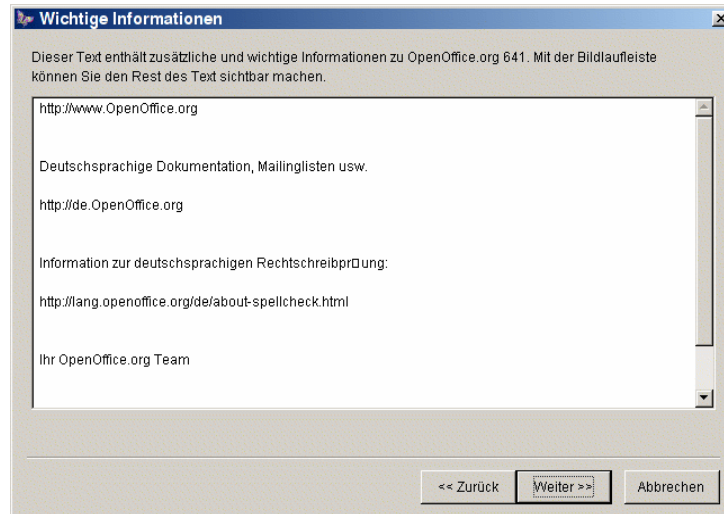 Wichtige Informationen
Dieser Text enthält zusätzliche und wichtige Informationen zu OpenOffice.org 641. Mit der Bildlaufleiste
können Sie den Rest des Text sichtbar machen.
http://www.OpenOffice.org
Deutschsprachige Dokumentation, Mailinglisten usw.
http://de.OpenOffice.org
Information zur deutschsprachigen Rechtschreibpr□ung:
http://lang.openoffice.org/de/about-spellcheck.html
Ihr OpenOffice.org Team
<< Zurück
Weiter >>
Abbrechen